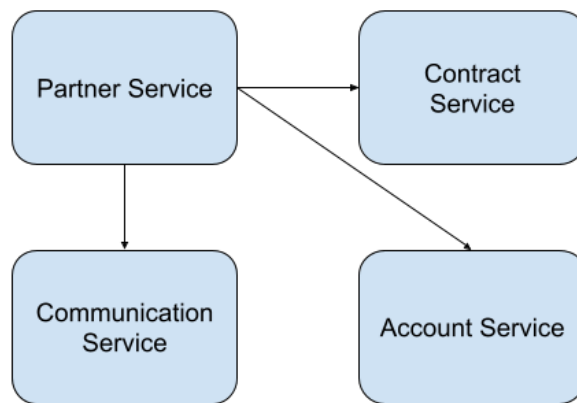 Partner Service
Contract
Service
Communication
Service
Account Service